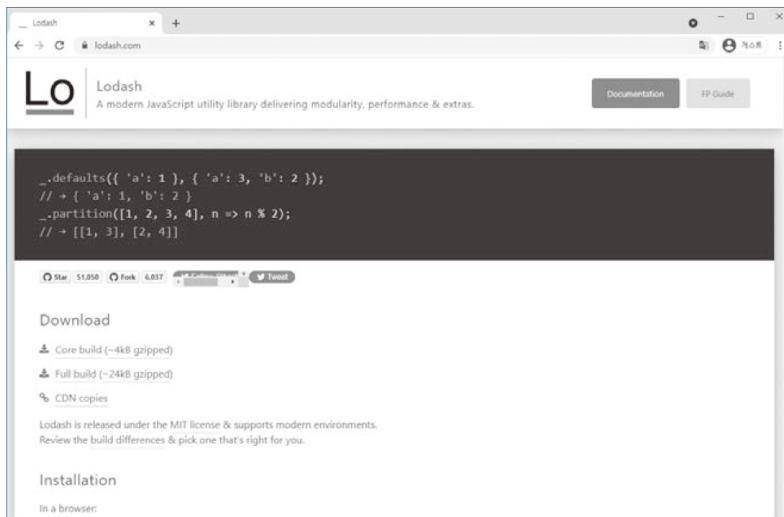 Lodash
lodash.com
게스트
Lo
Lodash
A modern JavaScript utility library delivering modularity, performance & extras.
Documentation
FP Guide
_.defaults({ 'a': 1 }, { 'a': 3, 'b': 2 });
// → { 'a': 1, 'b': 2 }
_.partition([1, 2, 3, 4], n => n % 2);
// → [[1, 3], [2, 4]]
Star 51,050 Fork 6,037 Tweet
Download
Core build (~4kB gzipped)
Full build (~24kB gzipped)
CDN copies
Lodash is released under the MIT license & supports modern environments.
Review the build differences & pick one that's right for you.
Installation
In a browser: